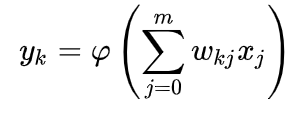 y_k = φ ( ∑_{j=0}^{m} w_{kj} x_j )